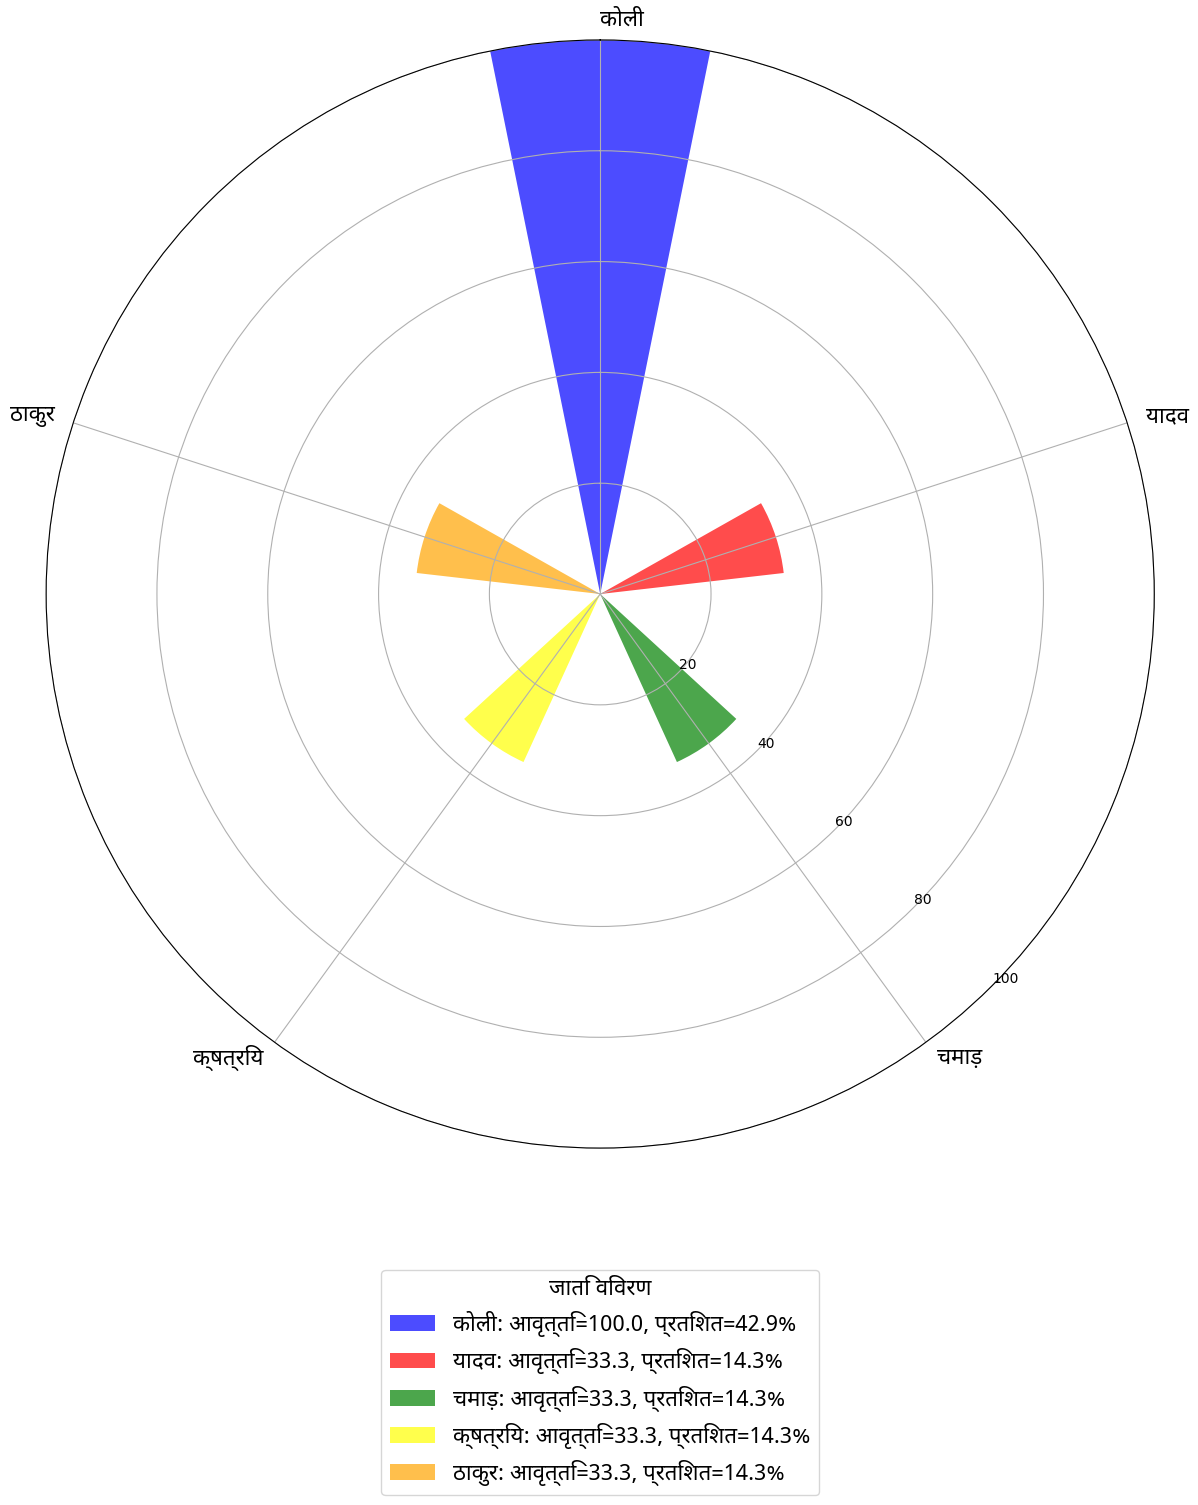 कोली
ठाकुर
यादव
20
40
60
80
100
क्षत्रिय
चमाड़
जाति विवरण
कोली: आवृत्ति=100.0, प्रतिशत=42.9%
यादव: आवृत्ति=33.3, प्रतिशत=14.3%
चमाड़: आवृत्ति=33.3, प्रतिशत=14.3%
क्षत्रिय: आवृत्ति=33.3, प्रतिशत=14.3%
ठाकुर: आवृत्ति=33.3, प्रतिशत=14.3%